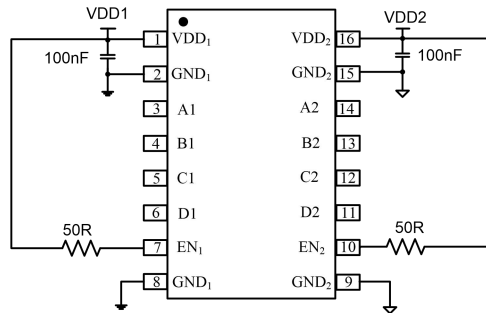 VDD1 VDD2
1 VDD₁ VDD₂ 16
100nF 100nF
2 GND₁ GND₂ 15
3 A1 A2 14
4 B1 B2 13
5 C1 C2 12
6 D1 D2 11
50R 50R
7 EN₁ EN₂ 10
8 GND₁ GND₂ 9